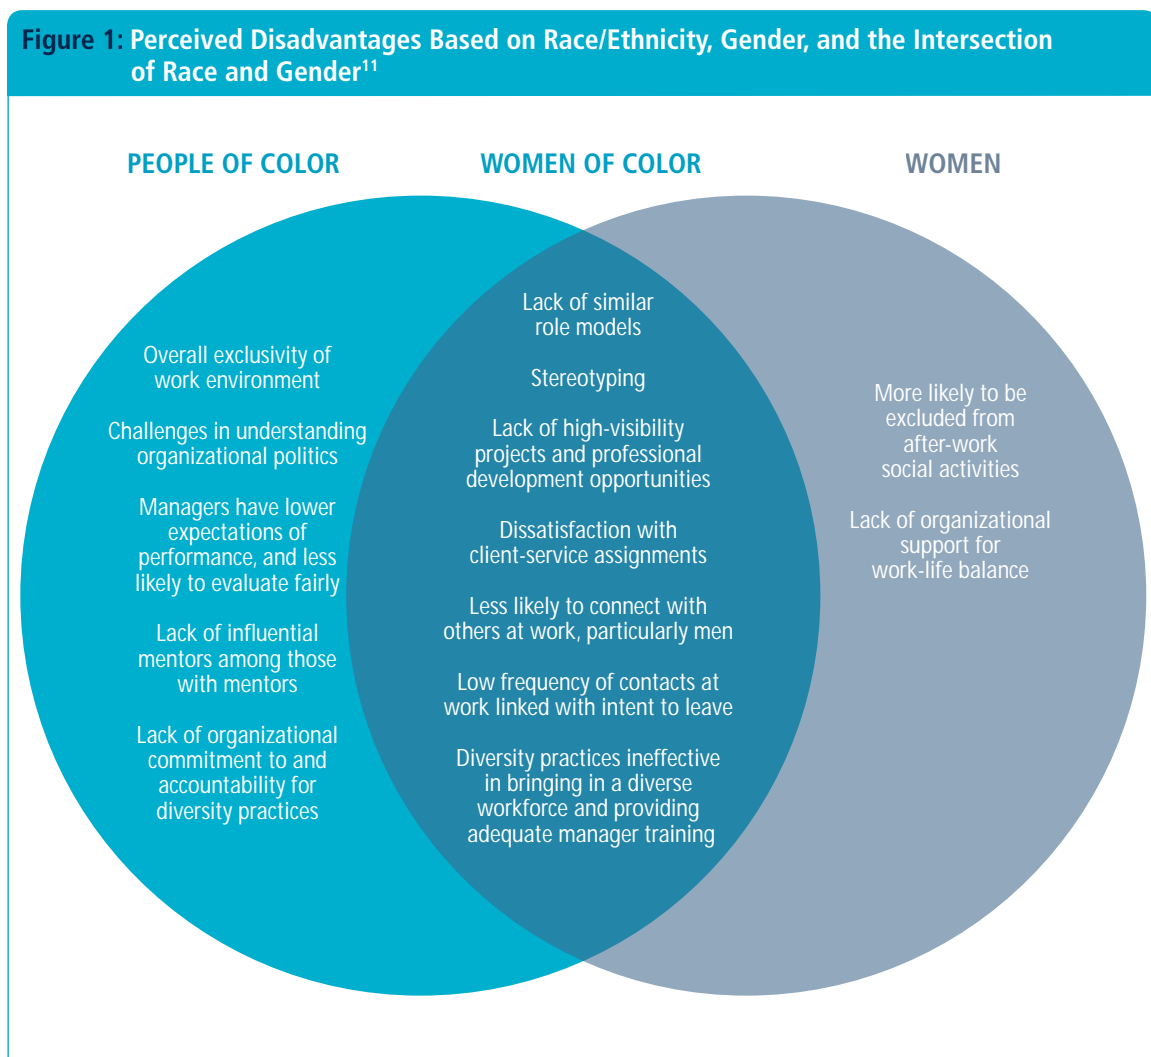 Figure 1: Perceived Disadvantages Based on Race/Ethnicity, Gender, and the Intersection
of Race and Gender11
PEOPLE OF COLOR
Overall exclusivity of
work environment
Challenges in understanding
organizational politics
Managers have lower
expectations of
performance, and less
likely to evaluate fairly
Lack of influential
mentors among those
with mentors
Lack of organizational
commitment to and
accountability for
diversity practices
WOMEN OF COLOR
Lack of similar
role models
Stereotyping
Lack of high-visibility
projects and professional
development opportunities
Dissatisfaction with
client-service assignments
Less likely to connect with
others at work, particularly men
Low frequency of contacts at
work linked with intent to leave
Diversity practices ineffective
in bringing in a diverse
workforce and providing
adequate manager training
WOMEN
More likely to be
excluded from
after-work
social activities
Lack of organizational
support for
work-life balance